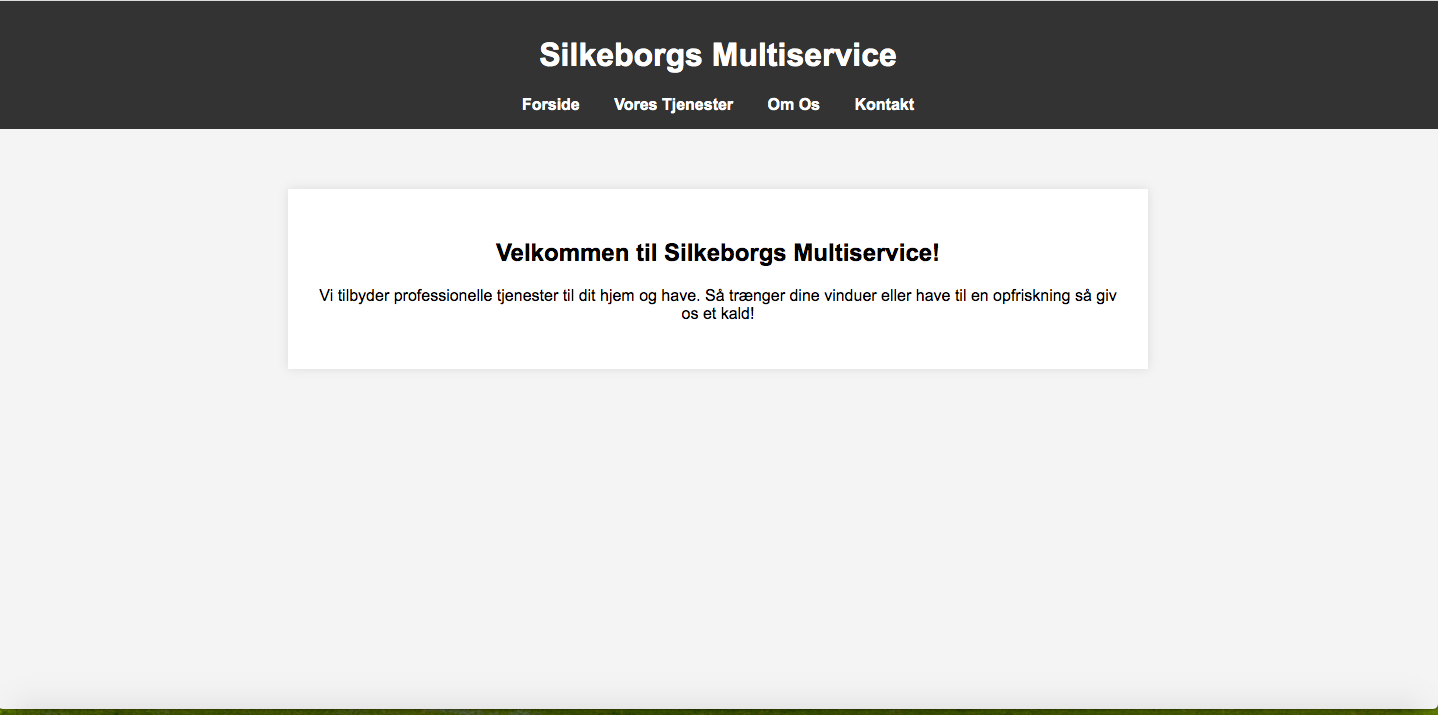 Silkeborgs Multiservice
Forside Vores Tjenester Om Os Kontakt
Velkommen til Silkeborgs Multiservice!
Vi tilbyder professionelle tjenester til dit hjem og have. Så trænger dine vinduer eller have til en opfriskning så giv
os et kald!